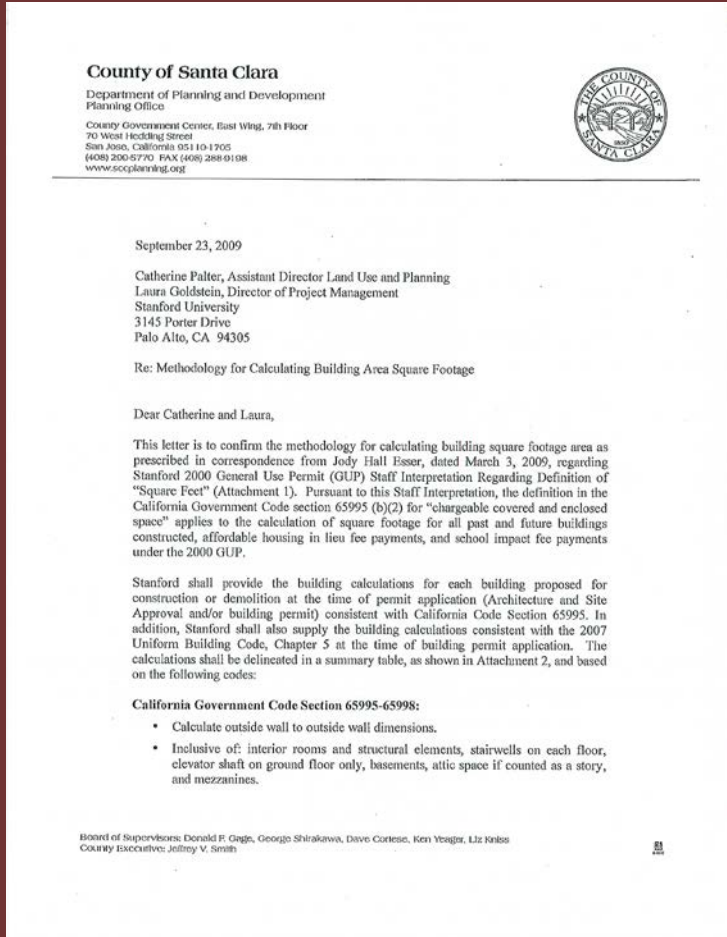 County of Santa Clara
Department of Planning and Development
Planning Office
County Government Center, East Wing, 7th Floor
70 West Hedding Street
San Jose, California 95110-1705
(408) 299-5770 FAX (408) 288-9198
www.sccplanning.org
THE COUNTY OF
SANTA CLARA
1850
September 23, 2009
Catherine Palter, Assistant Director Land Use and Planning
Laura Goldstein, Director of Project Management
Stanford University
3145 Porter Drive
Palo Alto, CA 94305
Re: Methodology for Calculating Building Area Square Footage
Dear Catherine and Laura,
This letter is to confirm the methodology for calculating building square footage area as
prescribed in correspondence from Jody Hall Esser, dated March 3, 2009, regarding
Stanford 2000 General Use Permit (GUP) Staff Interpretation Regarding Definition of
“Square Feet” (Attachment 1). Pursuant to this Staff Interpretation, the definition in the
California Government Code section 65995 (b)(2) for “chargeable covered and enclosed
space” applies to the calculation of square footage for all past and future buildings
constructed, affordable housing in lieu fee payments, and school impact fee payments
under the 2000 GUP.
Stanford shall provide the building calculations for each building proposed for
construction or demolition at the time of permit application (Architecture and Site
Approval and/or building permit) consistent with California Code Section 65995. In
addition, Stanford shall also supply the building calculations consistent with the 2007
Uniform Building Code, Chapter 5 at the time of building permit application. The
calculations shall be delineated in a summary table, as shown in Attachment 2, and based
on the following codes:
California Government Code Section 65995-65998:
• Calculate outside wall to outside wall dimensions.
• Inclusive of: interior rooms and structural elements, stairwells on each floor,
elevator shaft on ground floor only, basements, attic space if counted as a story,
and mezzanines.
Board of Supervisors: Donald F. Gage, George Shirakawa, Dave Cortese, Ken Yeager, Liz Kniss
County Executive: Jeffrey V. Smith